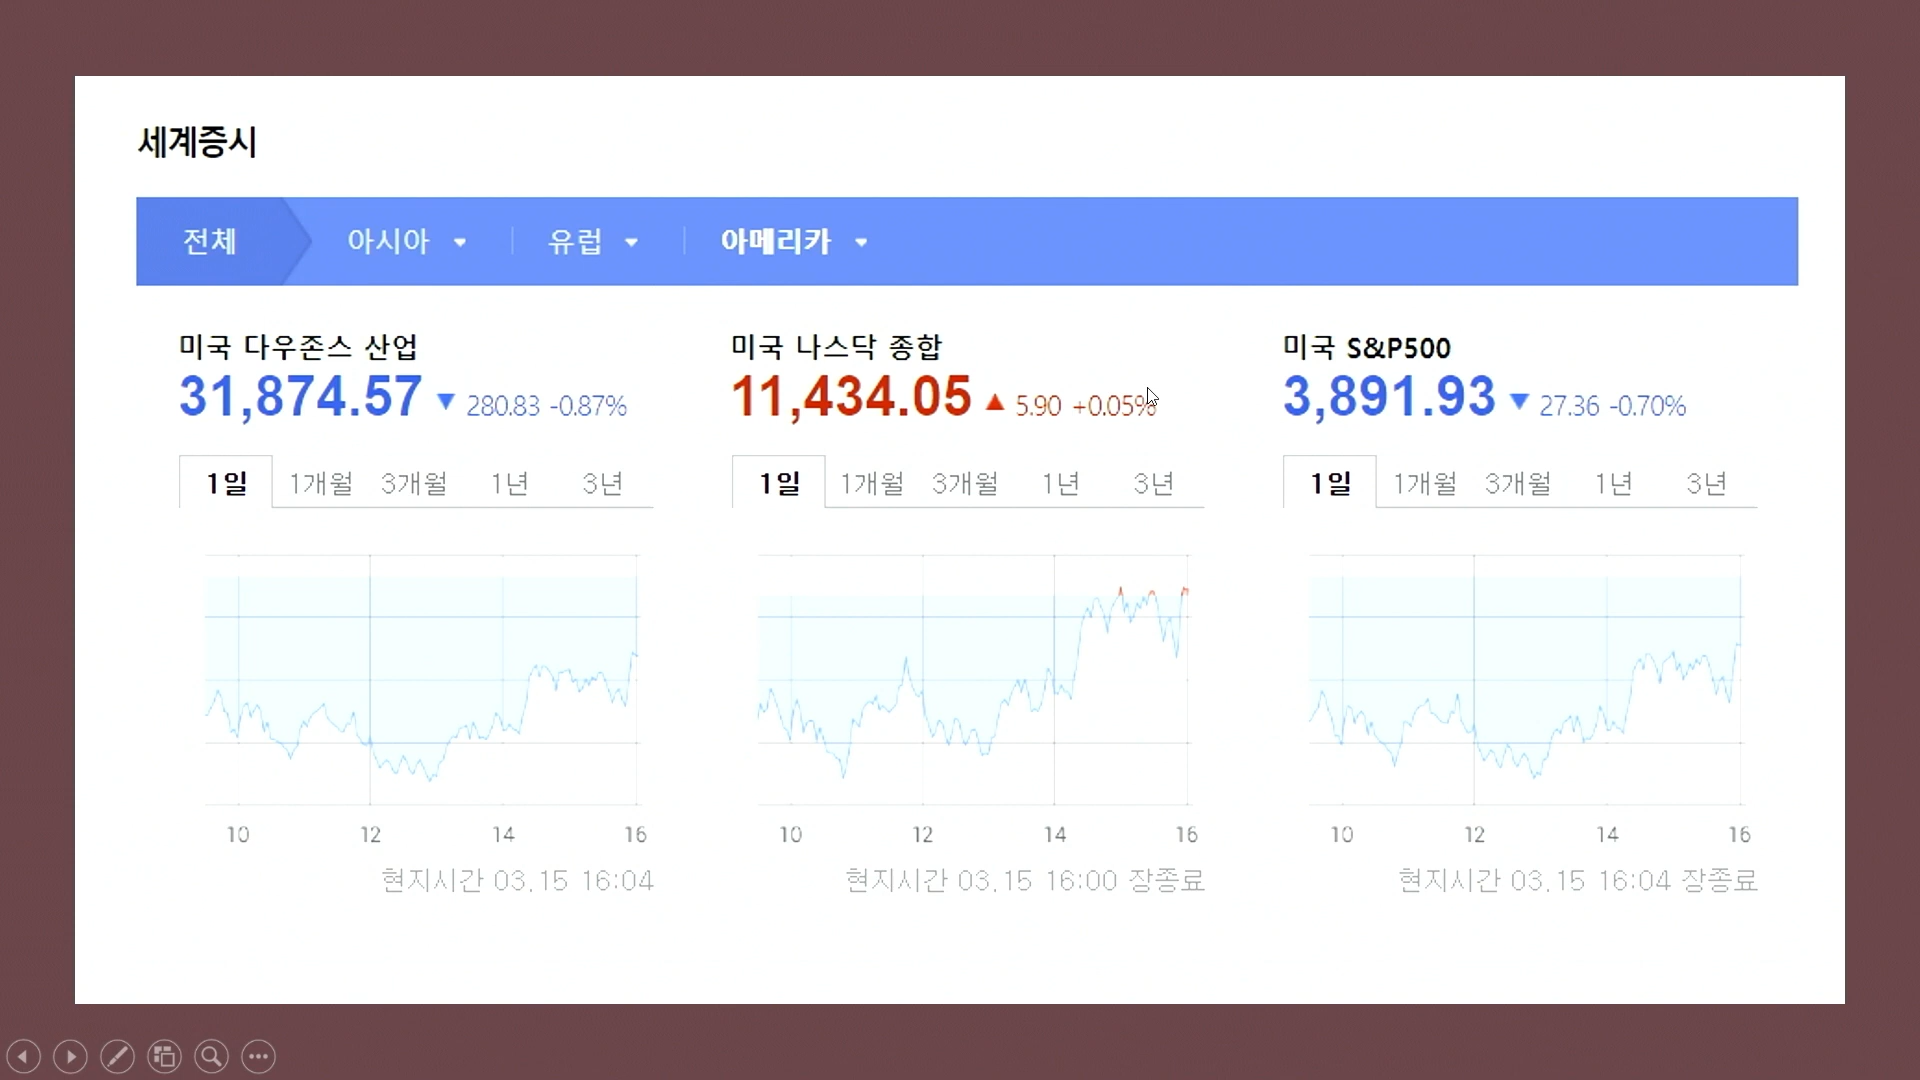 세계증시
전체 아시아 유럽 아메리카
미국 다우존스 산업
31,874.57 ▼ 280.83 -0.87%
1일 1개월 3개월 1년 3년
10 12 14 16
현지시간 03.15 16:04
미국 나스닥 종합
11,434.05 ▲ 5.90 +0.05%
1일 1개월 3개월 1년 3년
10 12 14 16
현지시간 03.15 16:00 장종료
미국 S&P500
3,891.93 ▼ 27.36 -0.70%
1일 1개월 3개월 1년 3년
10 12 14 16
현지시간 03.15 16:04 장종료